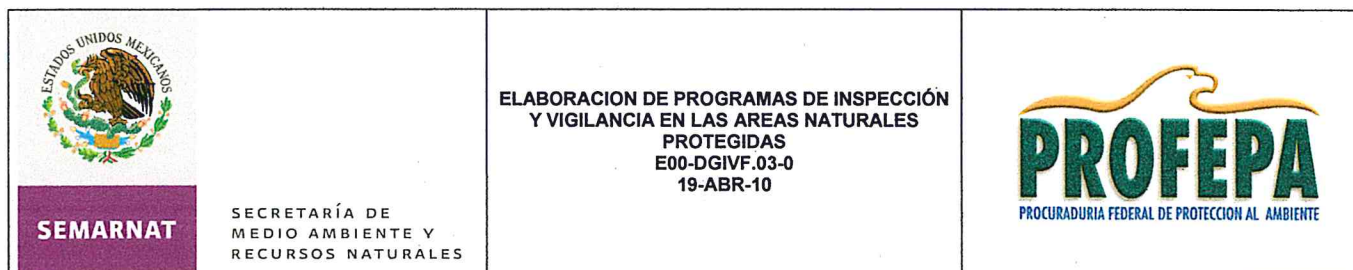 ESTADOS UNIDOS MEXICANOS
SEMARNAT
SECRETARÍA DE
MEDIO AMBIENTE Y
RECURSOS NATURALES
ELABORACION DE PROGRAMAS DE INSPECCIÓN
Y VIGILANCIA EN LAS AREAS NATURALES
PROTEGIDAS
E00-DGIVF.03-0
19-ABR-10
PROFEPA
PROCURADURIA FEDERAL DE PROTECCION AL AMBIENTE